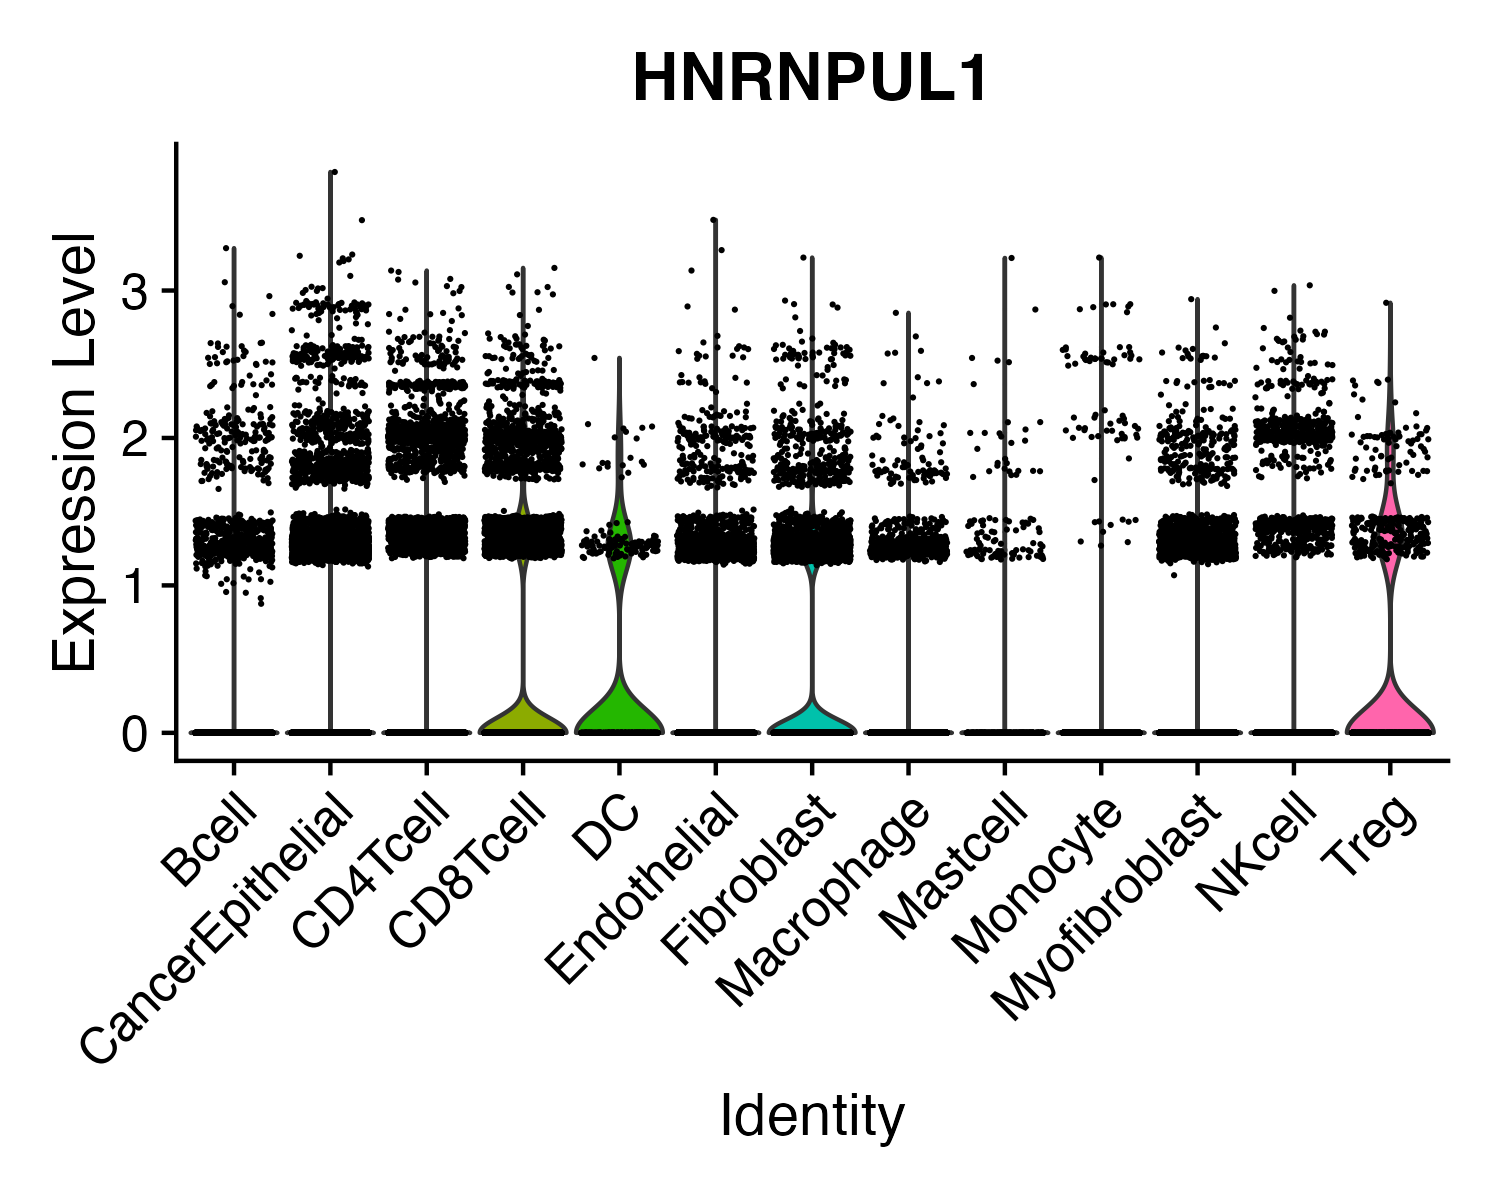 HNRNPUL1
Expression Level
3
2
1
0
Bcell
CancerEpithelial
CD4Tcell
CD8Tcell
DC
Endothelial
Fibroblast
Macrophage
Mastcell
Monocyte
Myofibroblast
NKcell
Treg
Identity